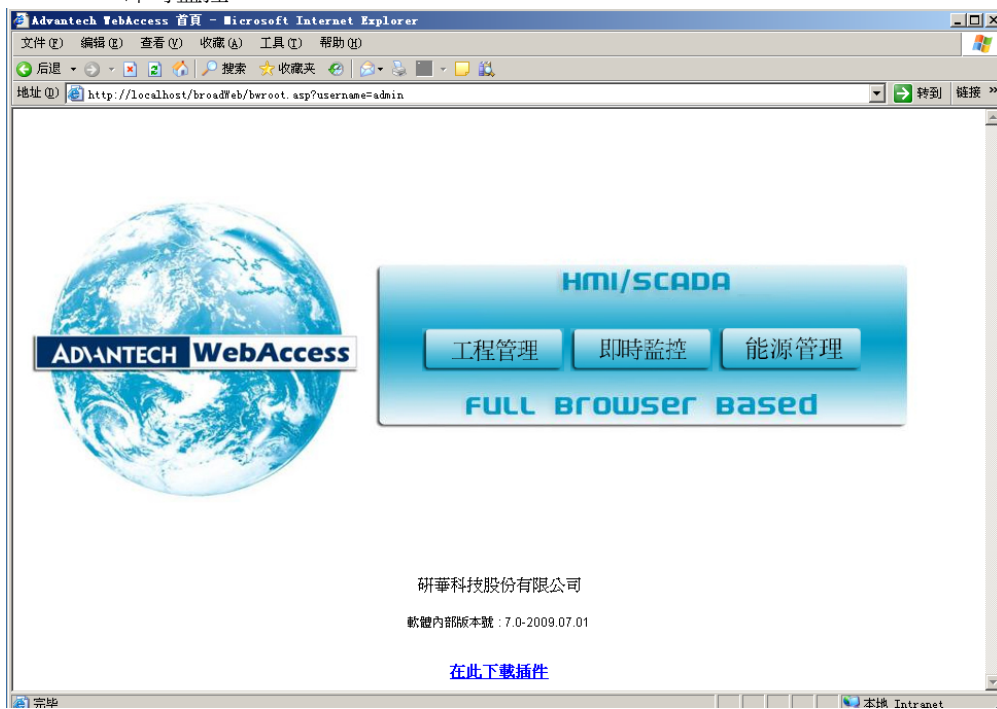 Advantech WebAccess 首頁 - Microsoft Internet Explorer
文件(F) 编辑(E) 查看(V) 收藏(A) 工具(T) 帮助(H)
后退 搜索 收藏夹
地址(D) http://localhost/broadWeb/bwroot.asp?username=admin 转到 链接 »
HMI/SCADA
ADVANTECH WebAccess
工程管理 即時監控 能源管理
FULL Browser Based
研華科技股份有限公司
軟體內部版本號 : 7.0-2009.07.01
在此下載插件
完毕 本地 Intranet